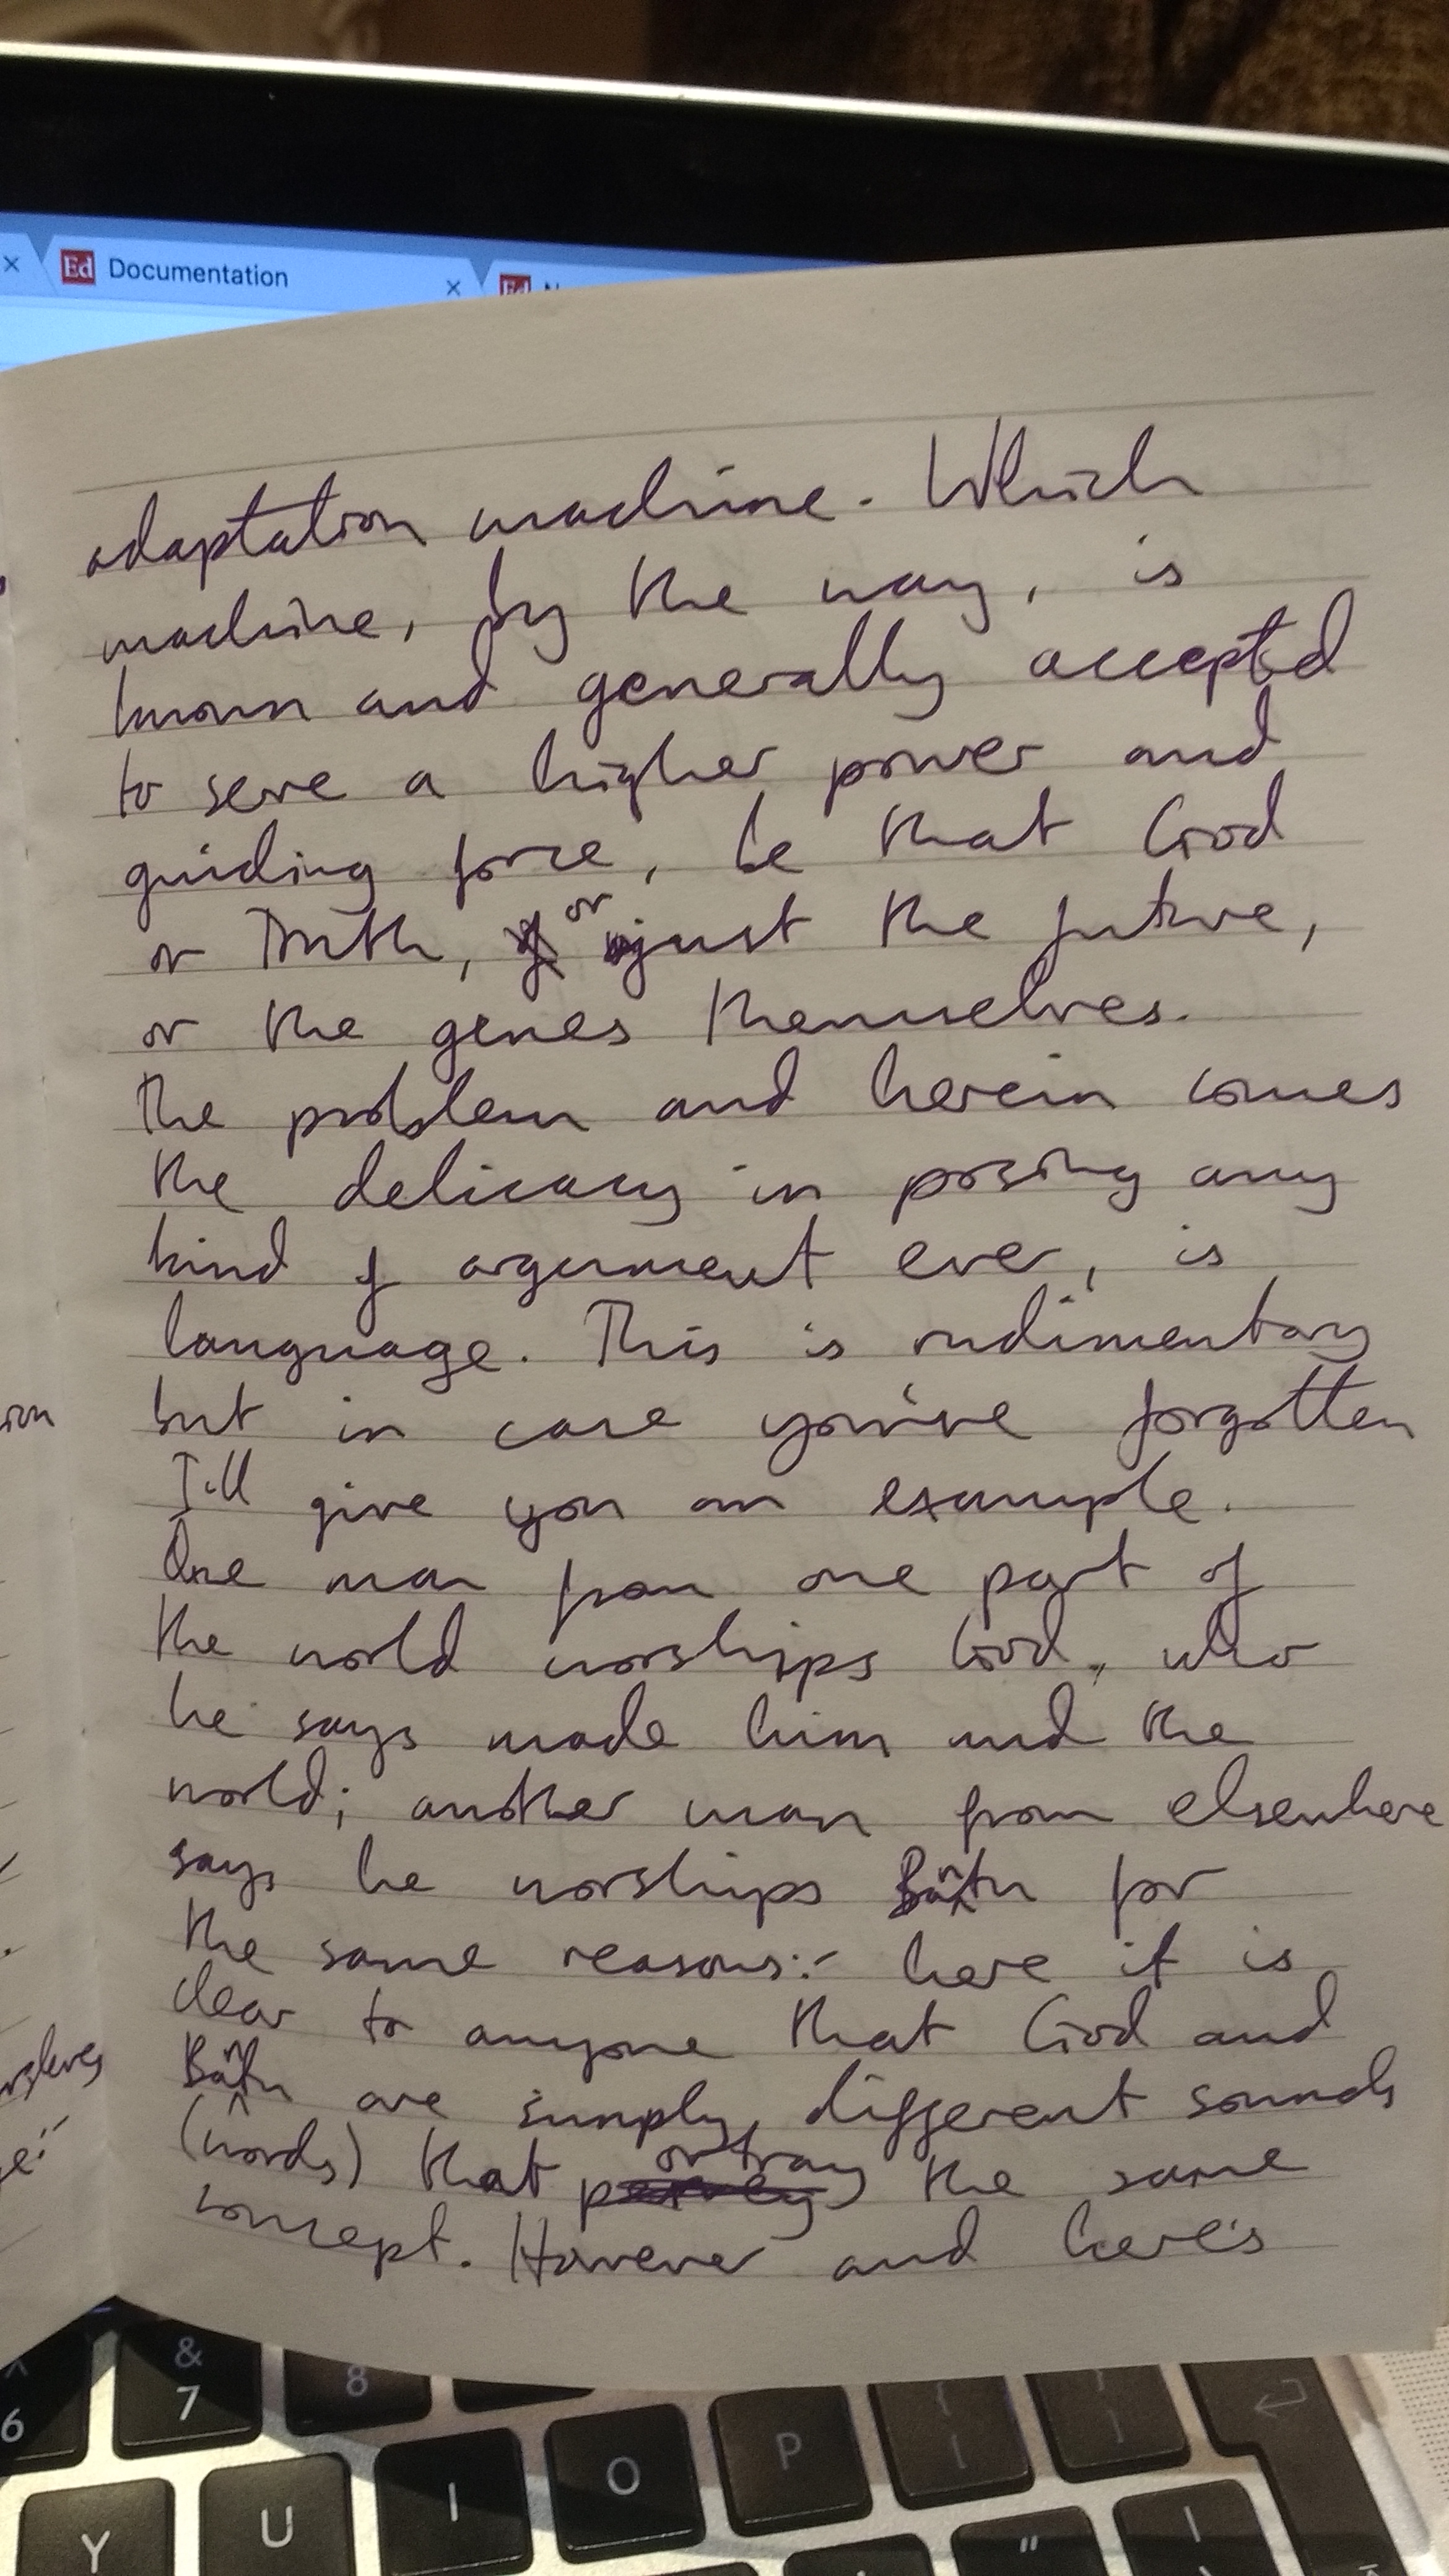 Documentation
adaptation machine. Which
machine, by the way, is
known and generally accepted
to serve a higher power and
guiding force, be that God
or Truth, or just the future,
or the genes themselves.
The problem and herein comes
the delicacy in posing any
kind of argument ever, is
language. This is rudimentary
but in case you've forgotten
I'll give you an example.
One man from one part of
the world worships God, who
he says made him and the
world; another man from elsewhere
says he worships for
the same reasons:- here it is
clear to anyone that God and
are simply different sounds
(words) that portray the same
concept. However and here's
& 7 8
6
Y U I O P